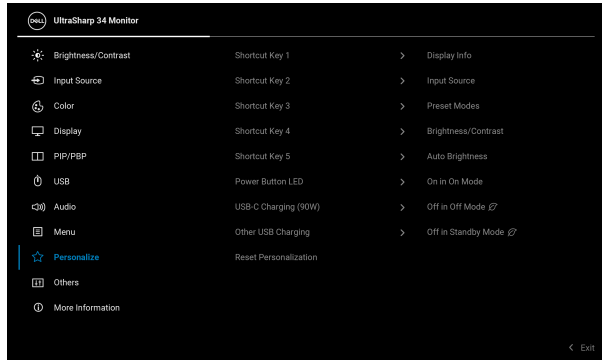 DELL UltraSharp 34 Monitor
Brightness/Contrast Shortcut Key 1 > Display Info
Input Source Shortcut Key 2 > Input Source
Color Shortcut Key 3 > Preset Modes
Display Shortcut Key 4 > Brightness/Contrast
PIP/PBP Shortcut Key 5 > Auto Brightness
USB Power Button LED > On in On Mode
Audio USB-C Charging (90W) > Off in Off Mode
Menu Other USB Charging > Off in Standby Mode
Personalize Reset Personalization
Others
More Information
< Exit